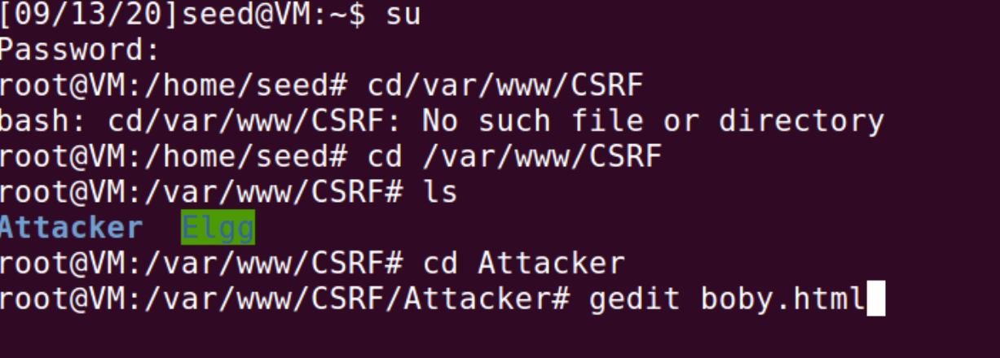 [09/13/20]seed@VM:~$ su
Password:
root@VM:/home/seed# cd/var/www/CSRF
bash: cd/var/www/CSRF: No such file or directory
root@VM:/home/seed# cd /var/www/CSRF
root@VM:/var/www/CSRF# ls
Attacker  Elgg
root@VM:/var/www/CSRF# cd Attacker
root@VM:/var/www/CSRF/Attacker# gedit boby.html